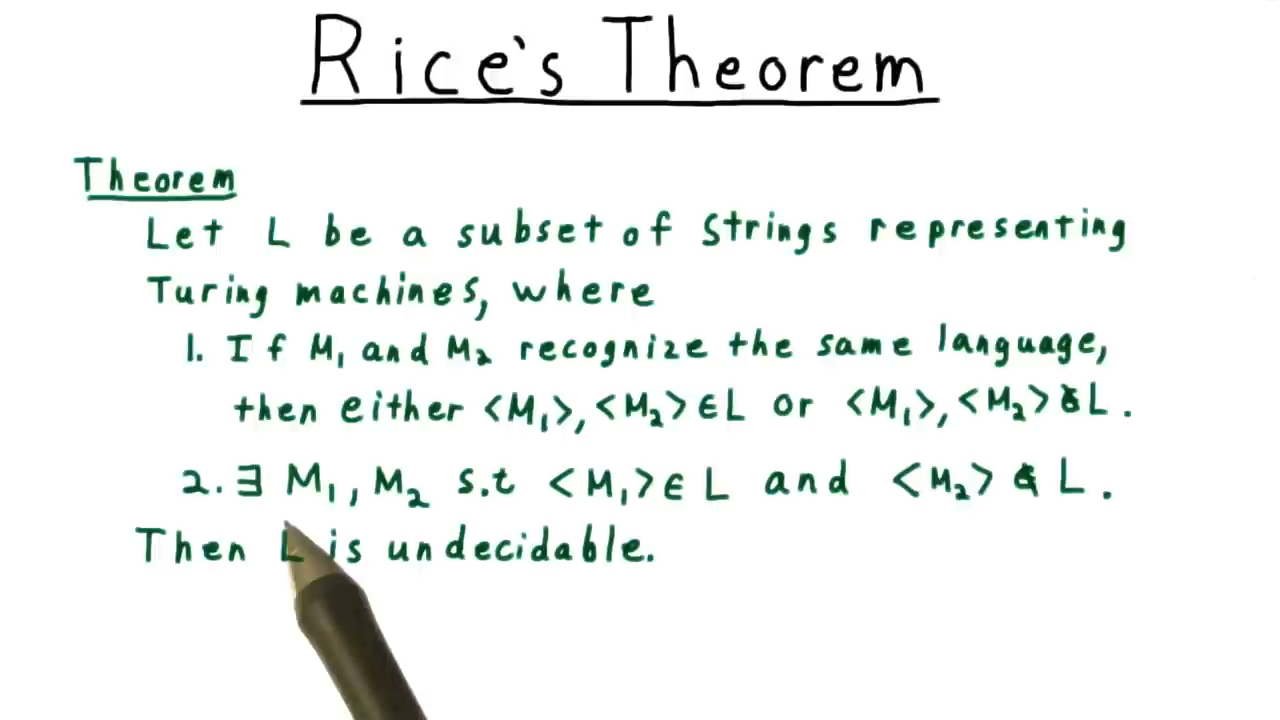 Rice's Theorem
Theorem
Let L be a subset of Strings representing
Turing machines, where
1. If M₁ and M₂ recognize the same language,
then either <M₁>,<M₂>∈L or <M₁>,<M₂>∉L.
2. ∃ M₁, M₂ s.t <M₁>∈ L and <M₂> ∉ L.
Then L is undecidable.